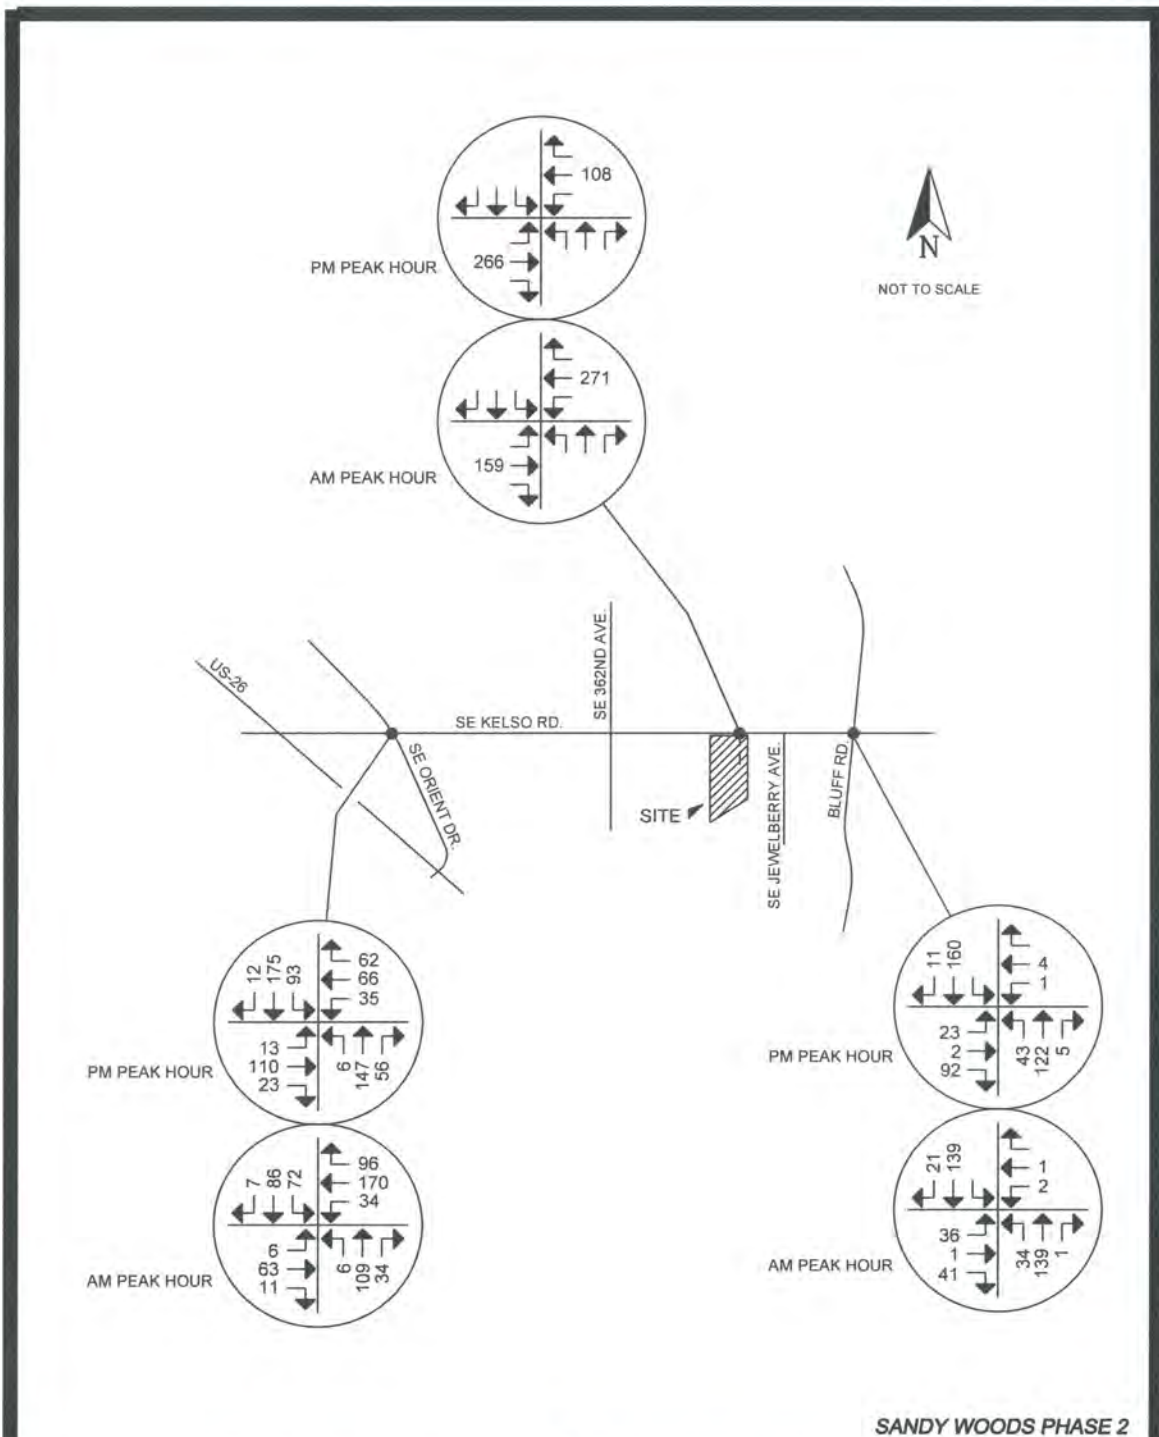 108
266
PM PEAK HOUR
N
NOT TO SCALE
271
159
AM PEAK HOUR
US-26
SE KELSO RD.
SE 362ND AVE.
SE ORIENT DR.
SITE
SE JEWELBERRY AVE.
BLUFF RD.
12 175 93
62
66
35
13
110
23
6 147 56
PM PEAK HOUR
7 86 72
96
170
34
6
63
11
6 109 34
AM PEAK HOUR
11 160
4
1
23
2
92
43 122 5
PM PEAK HOUR
21 139
1
2
36
1
41
34 139 1
AM PEAK HOUR
SANDY WOODS PHASE 2